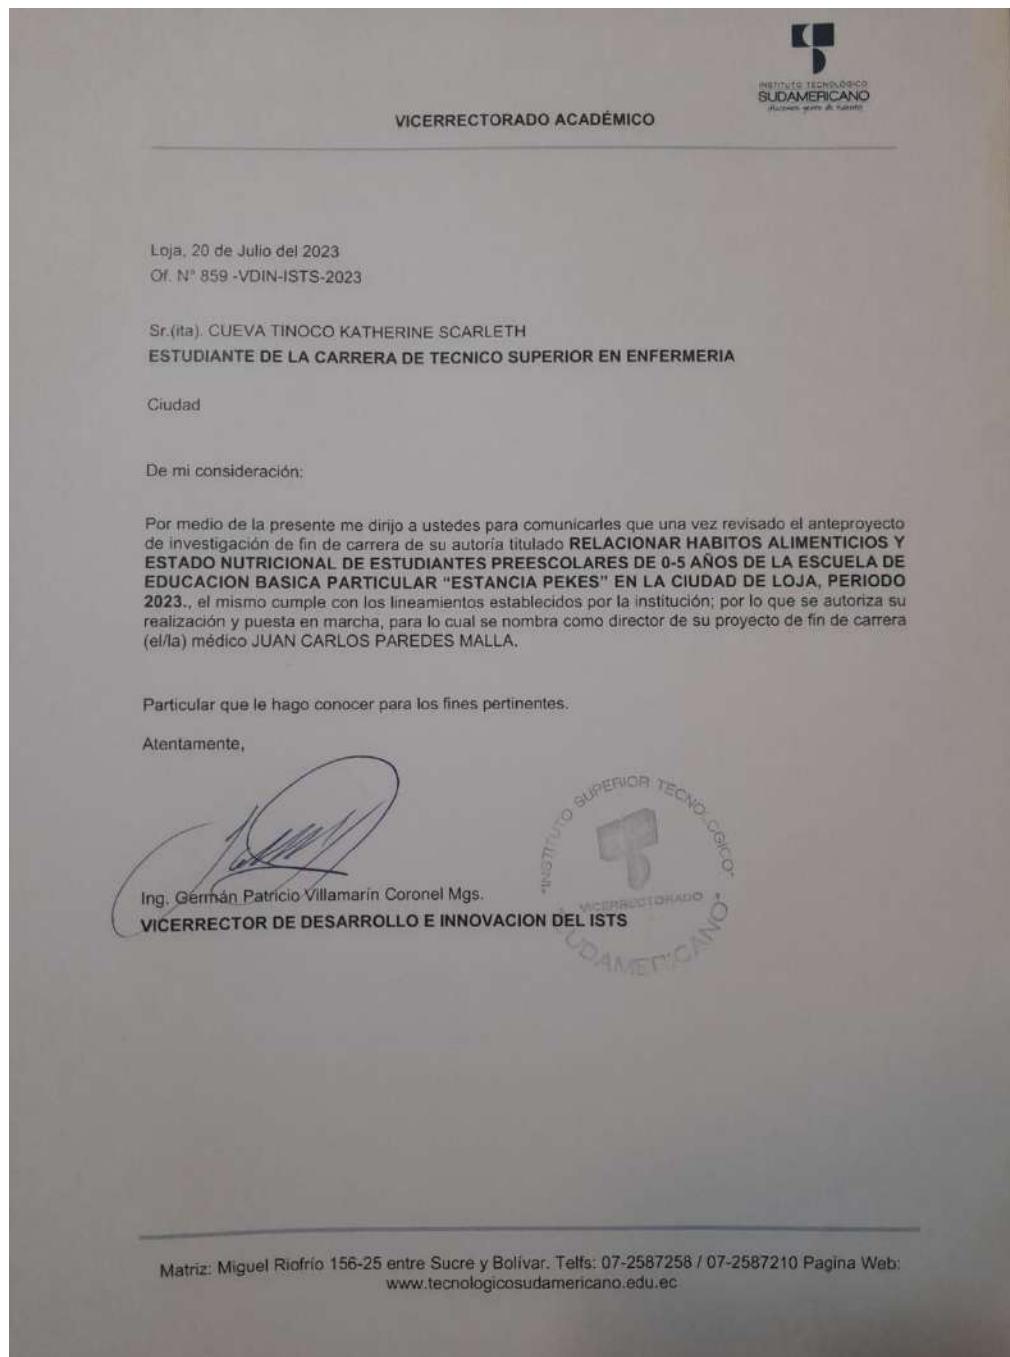 INSTITUTO TECNOLÓGICO
SUDAMERICANO
Hacemos gente de talento
VICERRECTORADO ACADÉMICO
Loja, 20 de Julio del 2023
Of. N° 859 -VDIN-ISTS-2023
Sr.(ita). CUEVA TINOCO KATHERINE SCARLETH
ESTUDIANTE DE LA CARRERA DE TECNICO SUPERIOR EN ENFERMERIA
Ciudad
De mi consideración:
Por medio de la presente me dirijo a ustedes para comunicarles que una vez revisado el anteproyecto
de investigación de fin de carrera de su autoría titulado RELACIONAR HABITOS ALIMENTICIOS Y
ESTADO NUTRICIONAL DE ESTUDIANTES PREESCOLARES DE 0-5 AÑOS DE LA ESCUELA DE
EDUCACION BASICA PARTICULAR “ESTANCIA PEKES” EN LA CIUDAD DE LOJA, PERIODO
2023., el mismo cumple con los lineamientos establecidos por la institución; por lo que se autoriza su
realización y puesta en marcha, para lo cual se nombra como director de su proyecto de fin de carrera
(el/la) médico JUAN CARLOS PAREDES MALLA.
Particular que le hago conocer para los fines pertinentes.
Atentamente,
"INSTITUTO SUPERIOR TECNOLOGICO"
VICERRECTORADO
"SUDAMERICANO"
Ing. Germán Patricio Villamarín Coronel Mgs.
VICERRECTOR DE DESARROLLO E INNOVACION DEL ISTS
Matriz: Miguel Riofrío 156-25 entre Sucre y Bolívar. Telfs: 07-2587258 / 07-2587210 Pagina Web:
www.tecnologicosudamericano.edu.ec